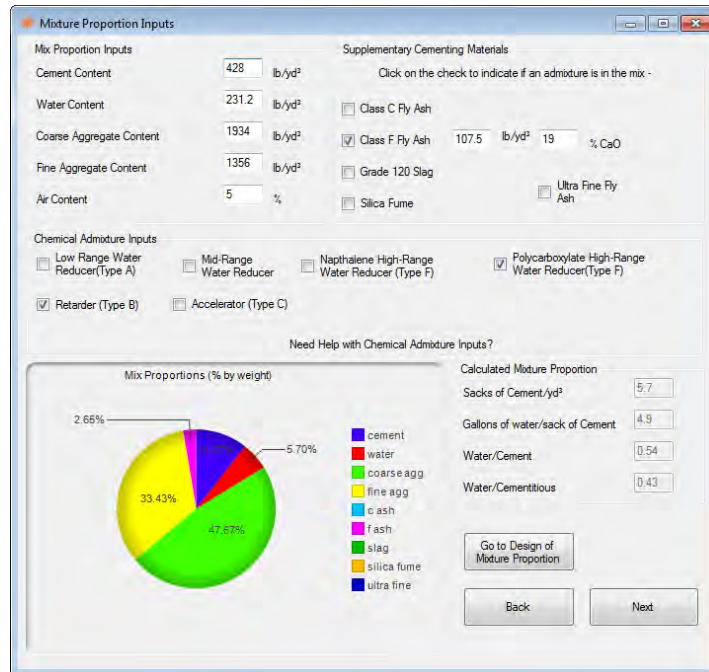 Mixture Proportion Inputs
Mix Proportion Inputs
Cement Content 428 lb/yd³
Water Content 231.2 lb/yd³
Coarse Aggregate Content 1934 lb/yd³
Fine Aggregate Content 1356 lb/yd³
Air Content 5 %
Supplementary Cementing Materials
Click on the check to indicate if an admixture is in the mix -
Class C Fly Ash
Class F Fly Ash 107.5 lb/yd³ 19 % CaO
Grade 120 Slag
Ultra Fine Fly
Ash
Silica Fume
Chemical Admixture Inputs
Low Range Water
Reducer(Type A)
Mid-Range
Water Reducer
Napthalene High-Range
Water Reducer (Type F)
Polycarboxylate High-Range
Water Reducer(Type F)
Retarder (Type B)
Accelerator (Type C)
Need Help with Chemical Admixture Inputs?
Mix Proportions (% by weight)
2.65%
5.70%
33.43%
47.67%
cement
water
coarse agg
fine agg
c ash
f ash
slag
silica fume
ultra fine
Calculated Mixture Proportion
Sacks of Cement/yd³ 5.7
Gallons of water/sack of Cement 4.9
Water/Cement 0.54
Water/Cementitious 0.43
Go to Design of
Mixture Proportion
Back
Next